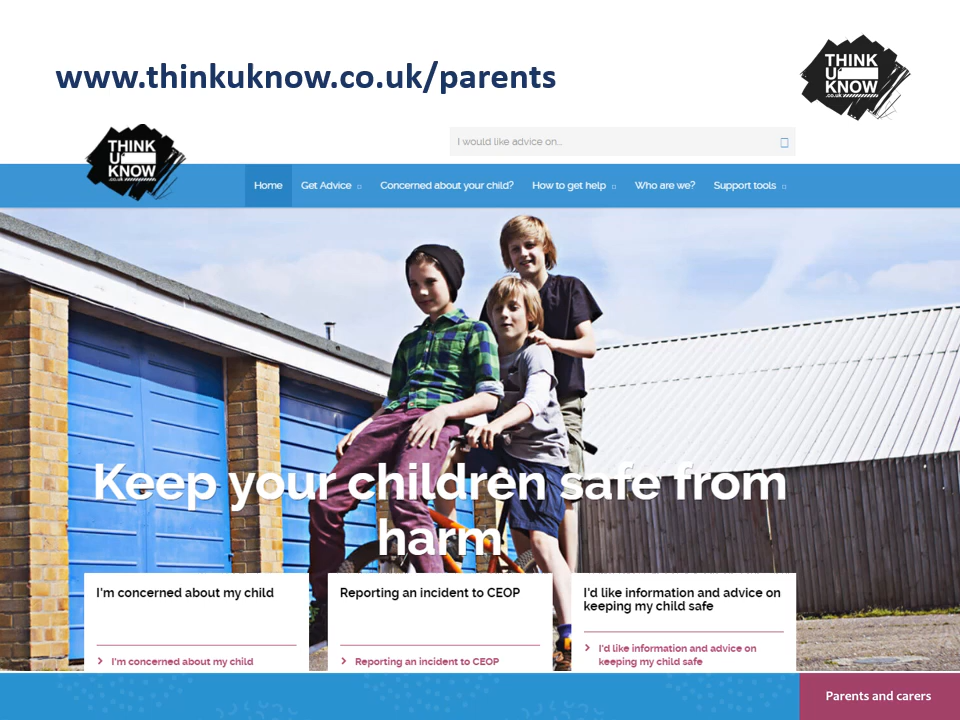 www.thinkuknow.co.uk/parents
THINK
U
KNOW
.co.uk
THINK
U
KNOW
.co.uk
I would like advice on...
Home Get Advice Concerned about your child? How to get help Who are we? Support tools
Keep your children safe from
harm
I'm concerned about my child
I'm concerned about my child
Reporting an incident to CEOP
Reporting an incident to CEOP
I'd like information and advice on
keeping my child safe
I'd like information and advice on
keeping my child safe
Parents and carers